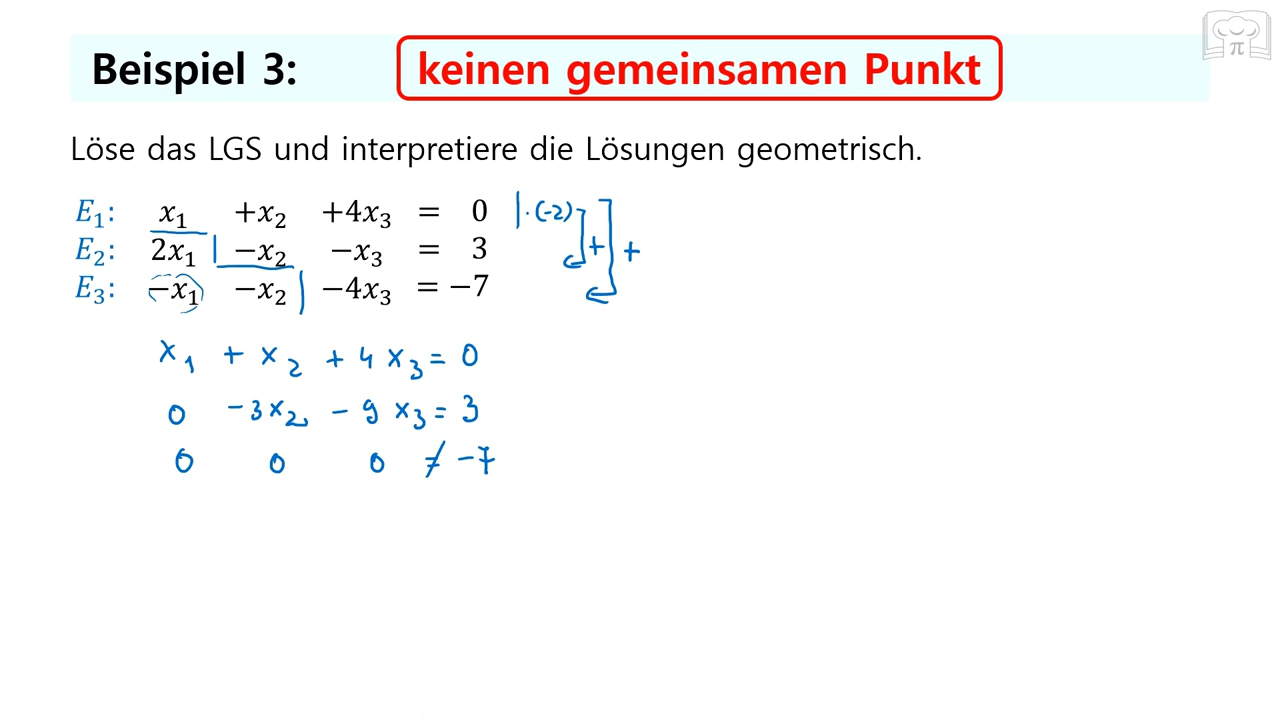 Beispiel 3: keinen gemeinsamen Punkt
Löse das LGS und interpretiere die Lösungen geometrisch.
E₁: x₁ +x₂ +4x₃ = 0 |·(-2)
E₂: 2x₁ −x₂ −x₃ = 3 + +
E₃: −x₁ −x₂ −4x₃ = −7
x₁ + x₂ + 4x₃ = 0
0 -3x₂ - 9x₃ = 3
0 0 0 ≠ -7
π